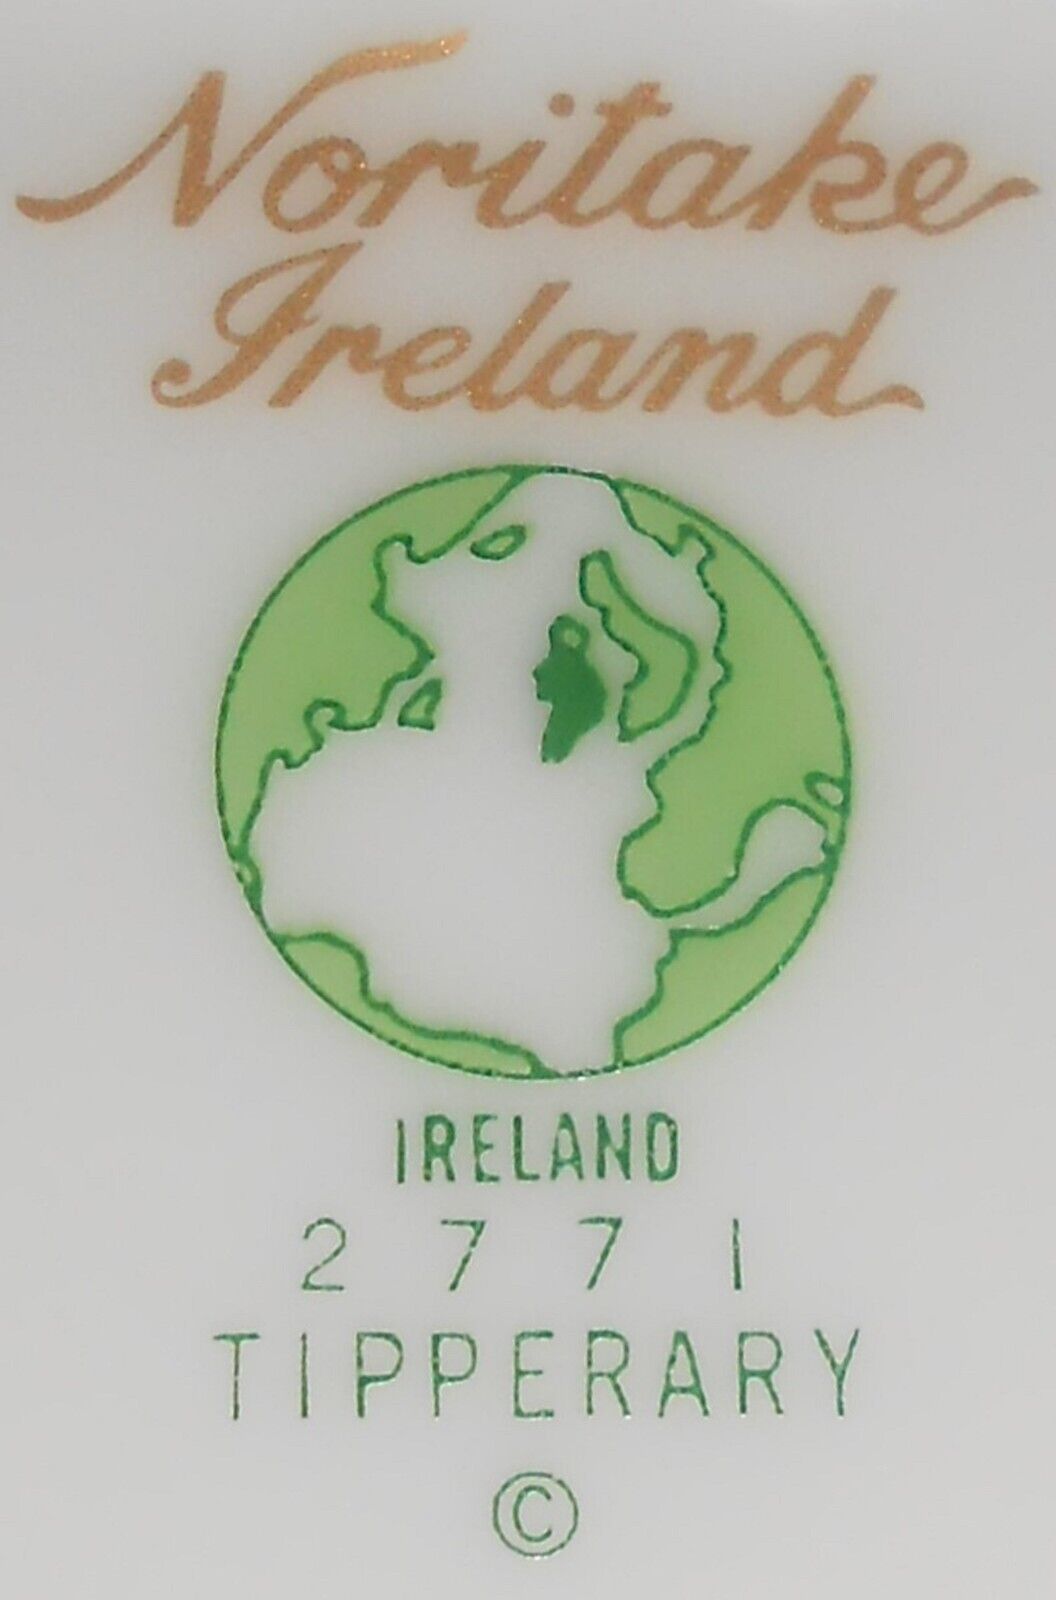 Noritake
Ireland
IRELAND
2771
TIPPERARY
©